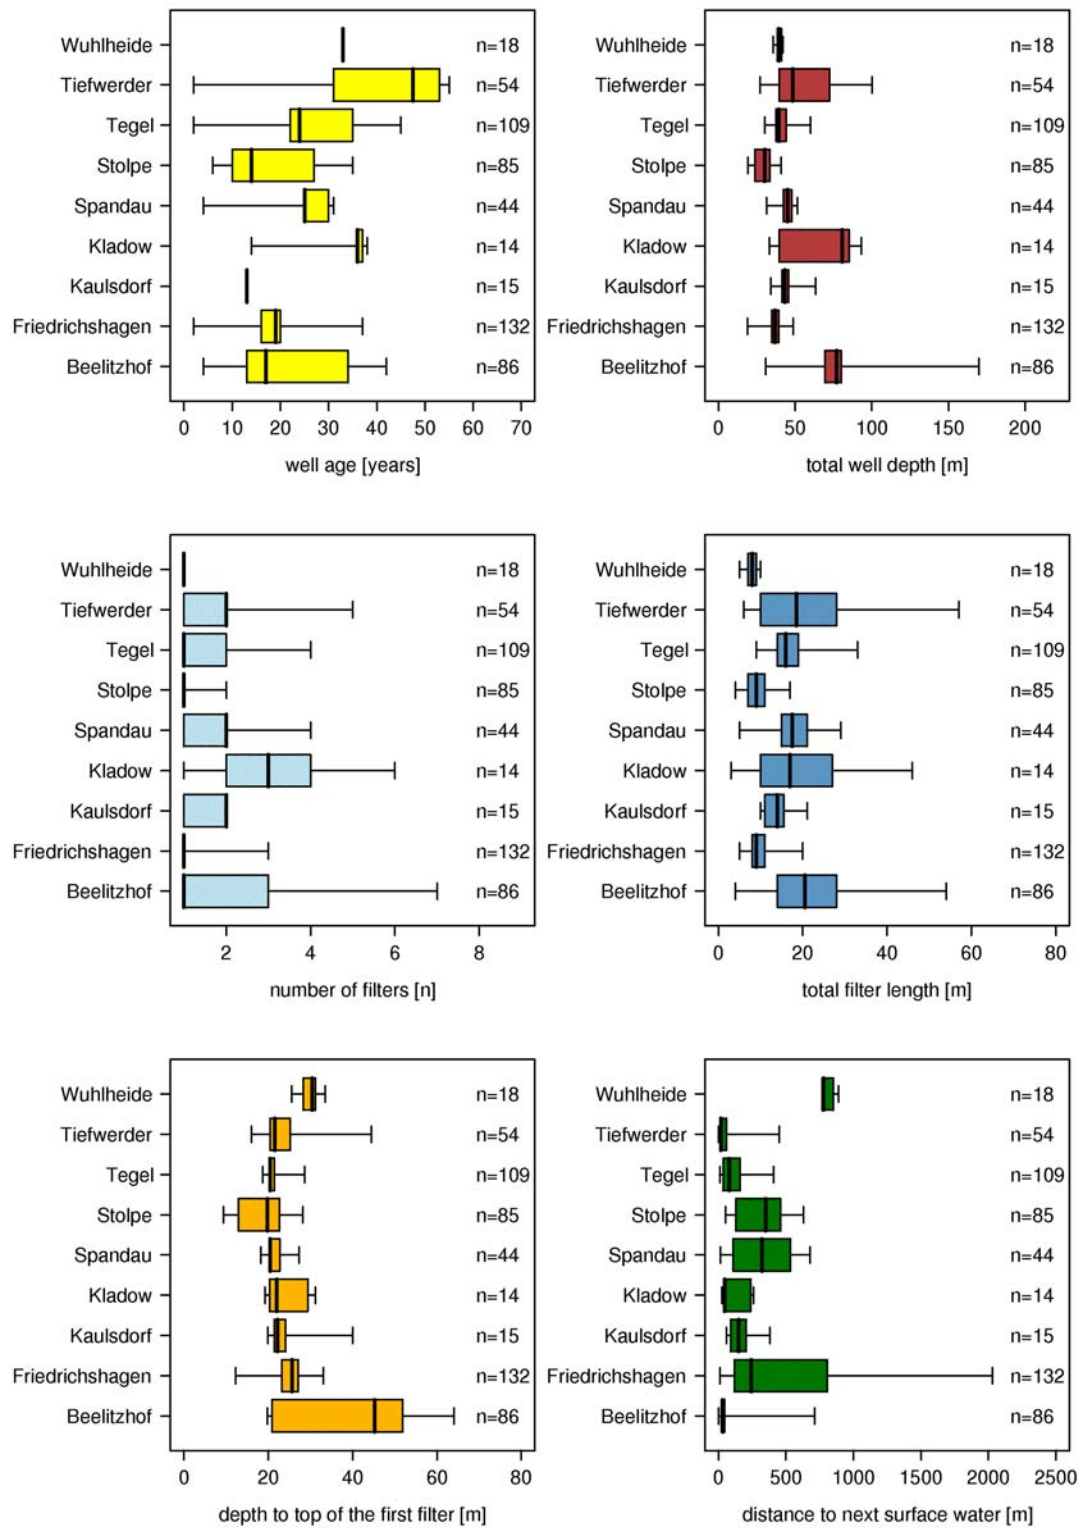 Wuhlheide n=18 Wuhlheide n=18
Tiefwerder n=54 Tiefwerder n=54
Tegel n=109 Tegel n=109
Stolpe n=85 Stolpe n=85
Spandau n=44 Spandau n=44
Kladow n=14 Kladow n=14
Kaulsdorf n=15 Kaulsdorf n=15
Friedrichshagen n=132 Friedrichshagen n=132
Beelitzhof n=86 Beelitzhof n=86
0 10 20 30 40 50 60 70 0 50 100 150 200
well age [years] total well depth [m]
Wuhlheide n=18 Wuhlheide n=18
Tiefwerder n=54 Tiefwerder n=54
Tegel n=109 Tegel n=109
Stolpe n=85 Stolpe n=85
Spandau n=44 Spandau n=44
Kladow n=14 Kladow n=14
Kaulsdorf n=15 Kaulsdorf n=15
Friedrichshagen n=132 Friedrichshagen n=132
Beelitzhof n=86 Beelitzhof n=86
2 4 6 8 0 20 40 60 80
number of filters [n] total filter length [m]
Wuhlheide n=18 Wuhlheide n=18
Tiefwerder n=54 Tiefwerder n=54
Tegel n=109 Tegel n=109
Stolpe n=85 Stolpe n=85
Spandau n=44 Spandau n=44
Kladow n=14 Kladow n=14
Kaulsdorf n=15 Kaulsdorf n=15
Friedrichshagen n=132 Friedrichshagen n=132
Beelitzhof n=86 Beelitzhof n=86
0 20 40 60 80 0 500 1000 1500 2000 2500
depth to top of the first filter [m] distance to next surface water [m]